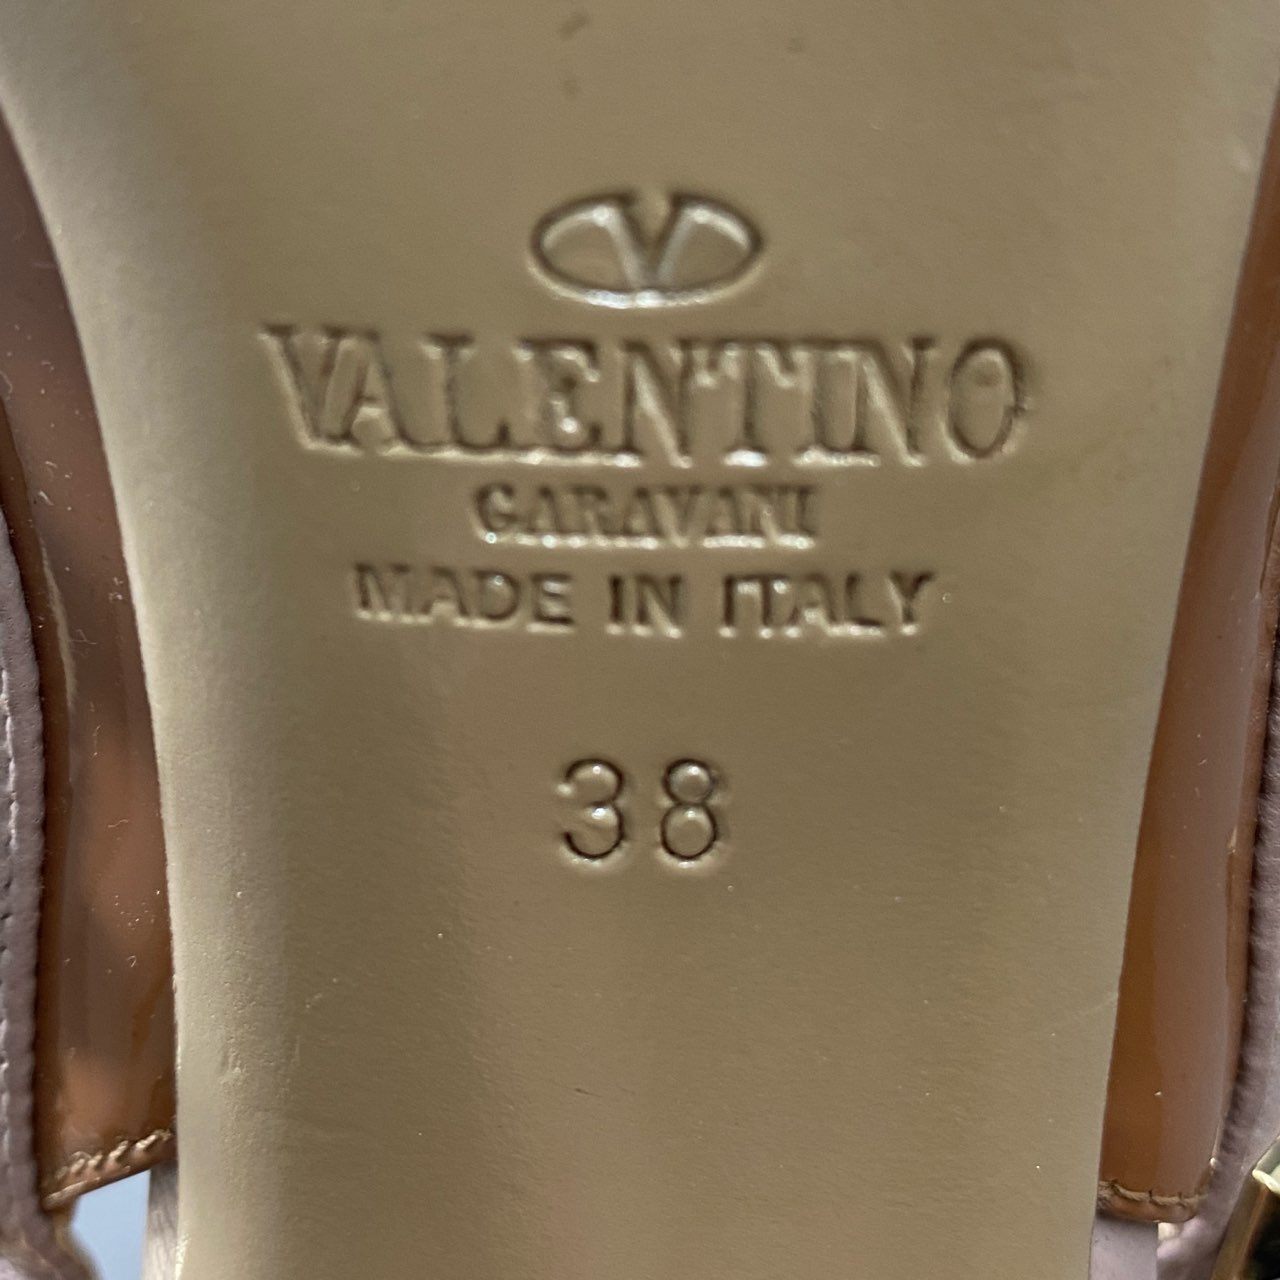 V
VALENTINO
GARAVANI
MADE IN ITALY
38